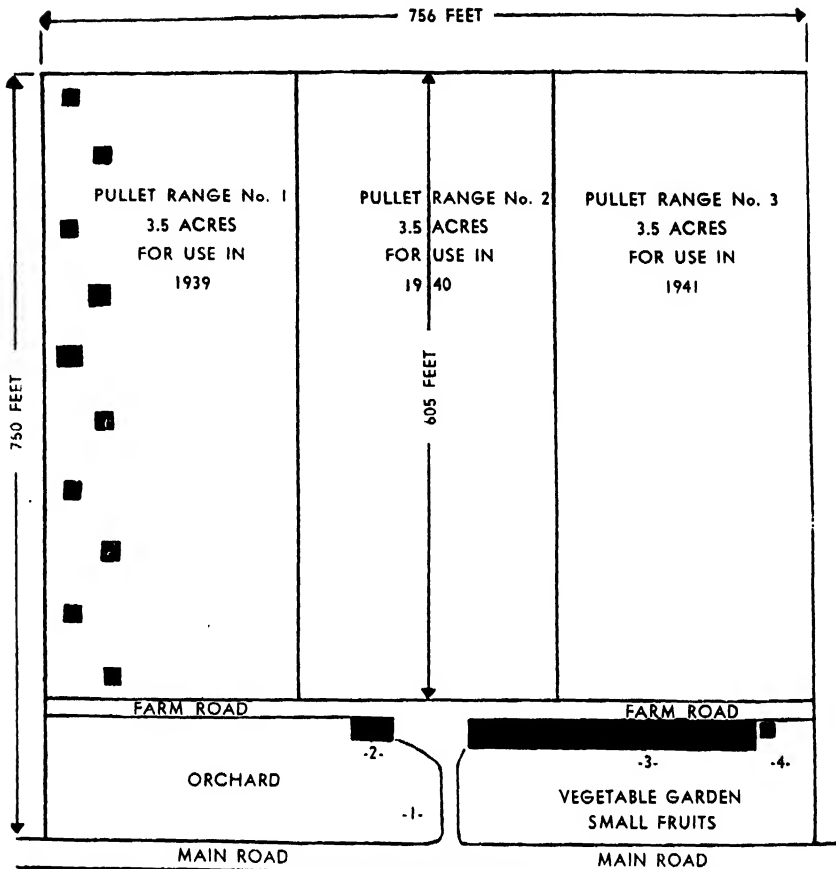 756 FEET
PULLET RANGE No. 1
3.5 ACRES
FOR USE IN
1939
PULLET RANGE No. 2
3.5 ACRES
FOR USE IN
1940
PULLET RANGE No. 3
3.5 ACRES
FOR USE IN
1941
750 FEET
605 FEET
FARM ROAD
FARM ROAD
-2-
-3-
-4-
ORCHARD
-1-
VEGETABLE GARDEN
SMALL FRUITS
MAIN ROAD
MAIN ROAD